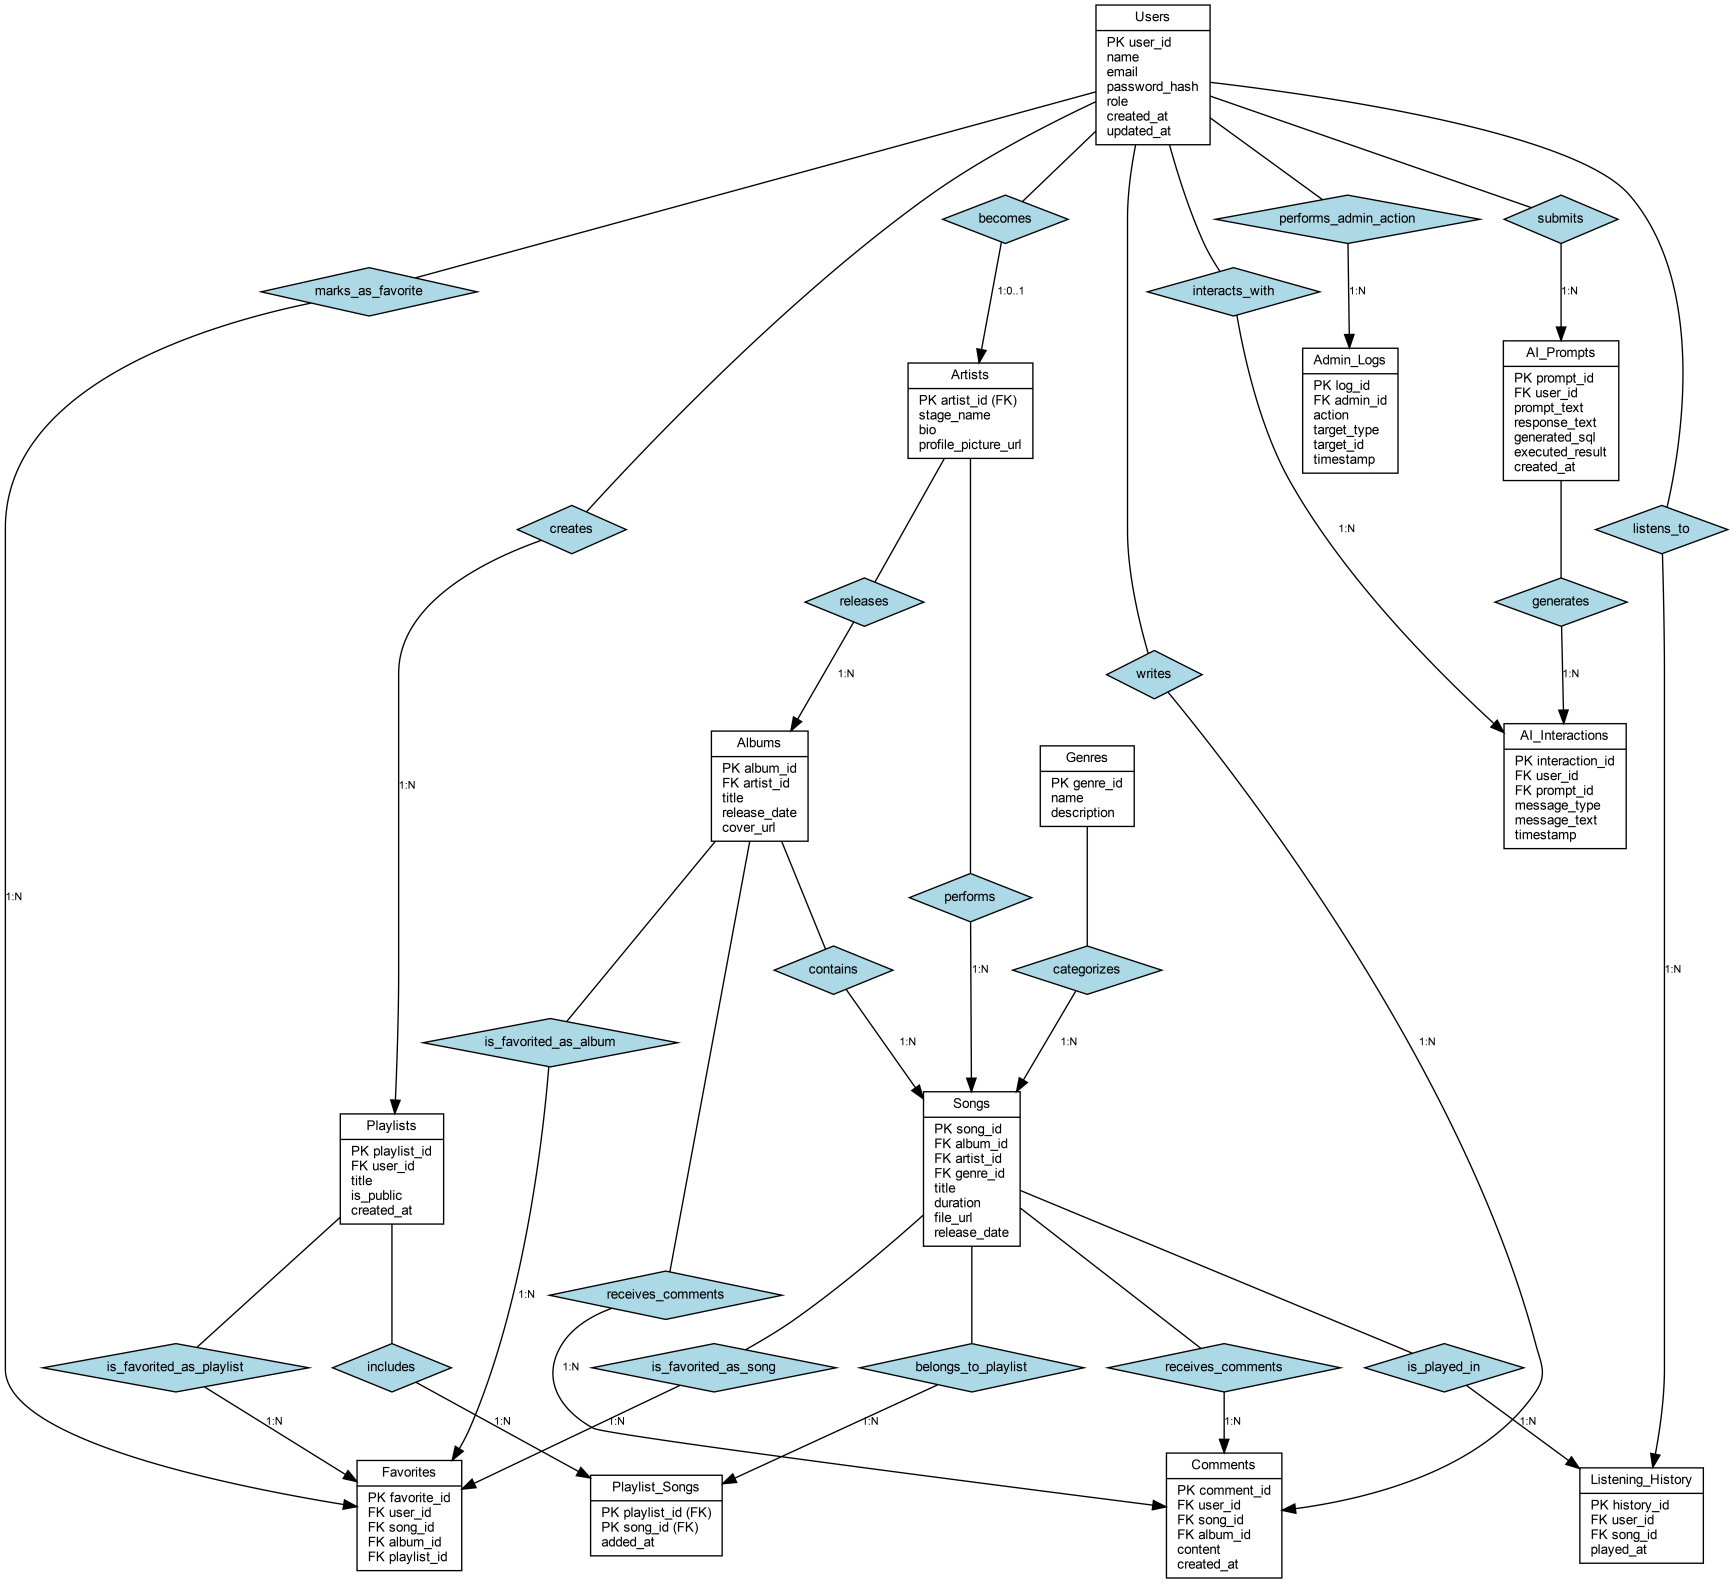 Users
PK user_id
name
email
password_hash
role
created_at
updated_at
becomes
performs_admin_action
submits
marks_as_favorite
interacts_with
1:0..1
1:N
1:N
Artists
PK artist_id (FK)
stage_name
bio
profile_picture_url
Admin_Logs
PK log_id
FK admin_id
action
target_type
target_id
timestamp
AI_Prompts
PK prompt_id
FK user_id
prompt_text
response_text
generated_sql
executed_result
created_at
creates
1:N
listens_to
releases
generates
1:N
writes
1:N
Albums
PK album_id
FK artist_id
title
release_date
cover_url
Genres
PK genre_id
name
description
AI_Interactions
PK interaction_id
FK user_id
FK prompt_id
message_type
message_text
timestamp
1:N
1:N
performs
contains
1:N
categorizes
1:N
is_favorited_as_album
1:N
1:N
1:N
Playlists
PK playlist_id
FK user_id
title
is_public
created_at
Songs
PK song_id
FK album_id
FK artist_id
FK genre_id
title
duration
file_url
release_date
1:N
receives_comments
is_favorited_as_playlist
includes
1:N
is_favorited_as_song
belongs_to_playlist
receives_comments
is_played_in
1:N
1:N
1:N
1:N
1:N
1:N
Favorites
PK favorite_id
FK user_id
FK song_id
FK album_id
FK playlist_id
Playlist_Songs
PK playlist_id (FK)
PK song_id (FK)
added_at
Comments
PK comment_id
FK user_id
FK song_id
FK album_id
content
created_at
Listening_History
PK history_id
FK user_id
FK song_id
played_at